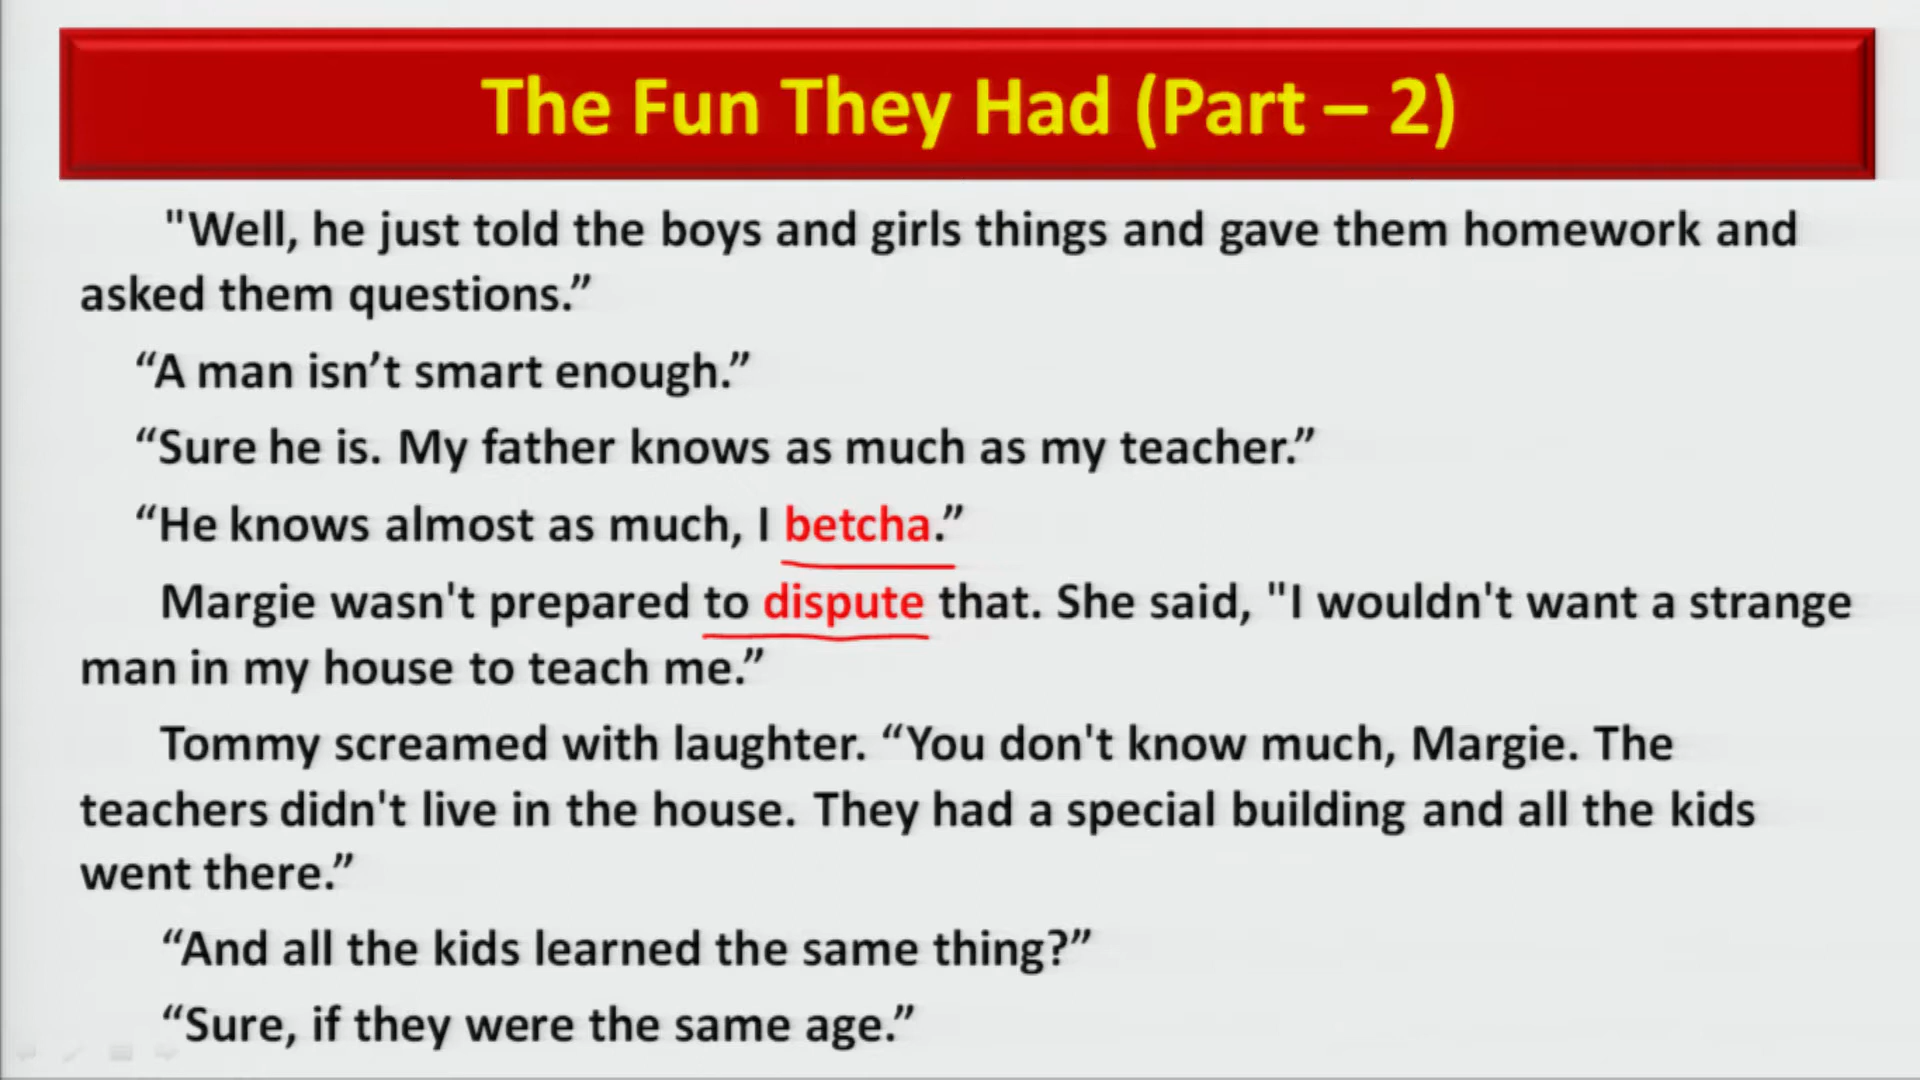 The Fun They Had (Part – 2)
"Well, he just told the boys and girls things and gave them homework and
asked them questions.”
“A man isn’t smart enough.”
“Sure he is. My father knows as much as my teacher.”
“He knows almost as much, I betcha.”
Margie wasn't prepared to dispute that. She said, "I wouldn't want a strange
man in my house to teach me.”
Tommy screamed with laughter. “You don't know much, Margie. The
teachers didn't live in the house. They had a special building and all the kids
went there.”
“And all the kids learned the same thing?”
“Sure, if they were the same age.”